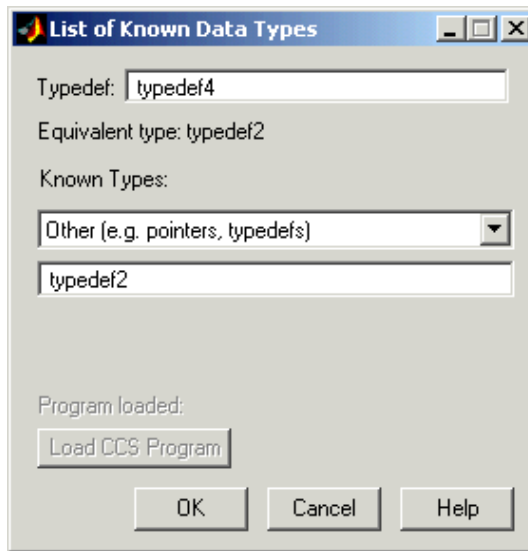 List of Known Data Types
Typedef: typedef4
Equivalent type: typedef2
Known Types:
Other (e.g. pointers, typedefs)
typedef2
Program loaded:
Load CCS Program
OK Cancel Help